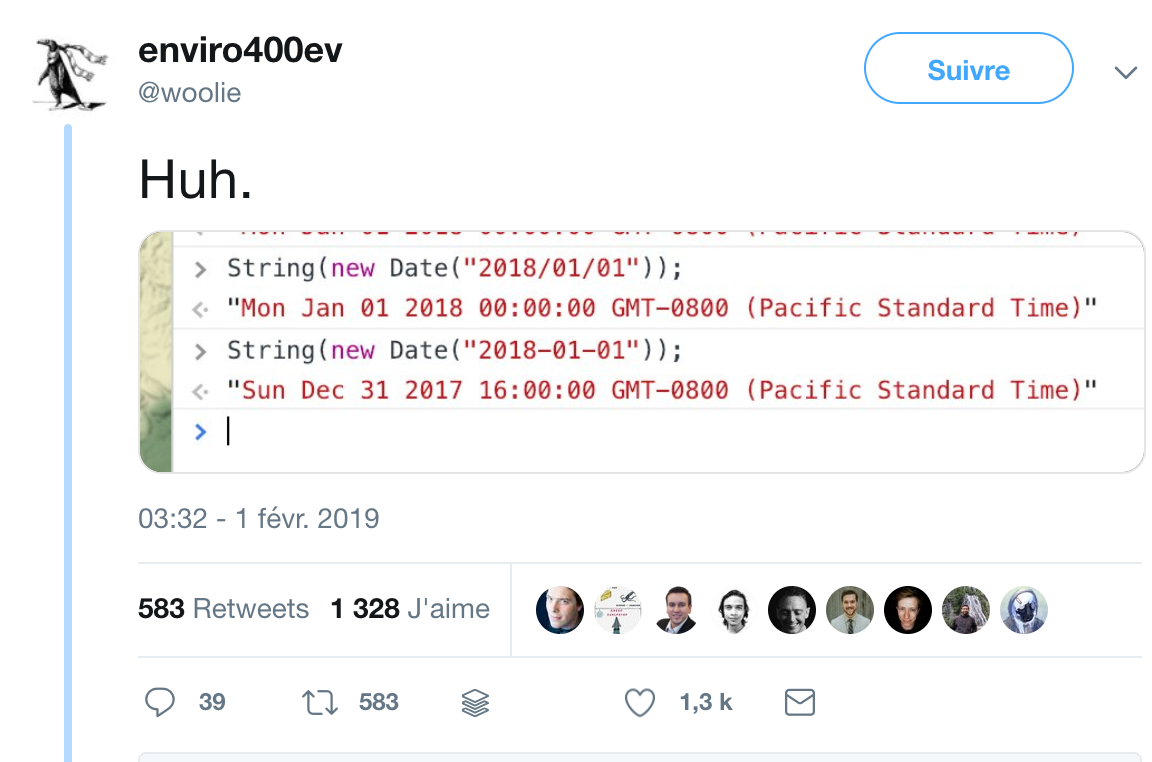 enviro400ev
@woolie
Suivre
Huh.
> String(new Date("2018/01/01"));
"Mon Jan 01 2018 00:00:00 GMT-0800 (Pacific Standard Time)"
> String(new Date("2018-01-01"));
"Sun Dec 31 2017 16:00:00 GMT-0800 (Pacific Standard Time)"
>
03:32 - 1 févr. 2019
583 Retweets 1 328 J'aime
39 583 1,3 k